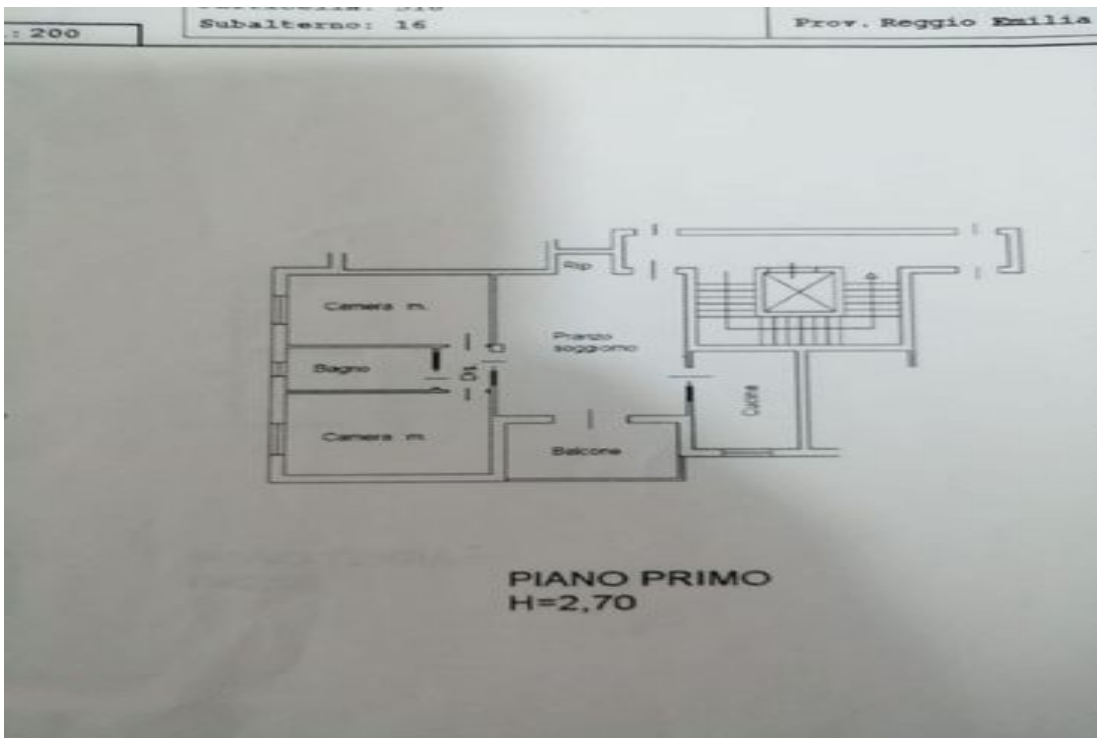 : 200
Subalterno: 16
Prov. Reggio Emilia
Rip
Camera m.
Pranzo
soggiorno
Bagno
D
Cucina
Camera m.
Balcone
PIANO PRIMO
H=2,70